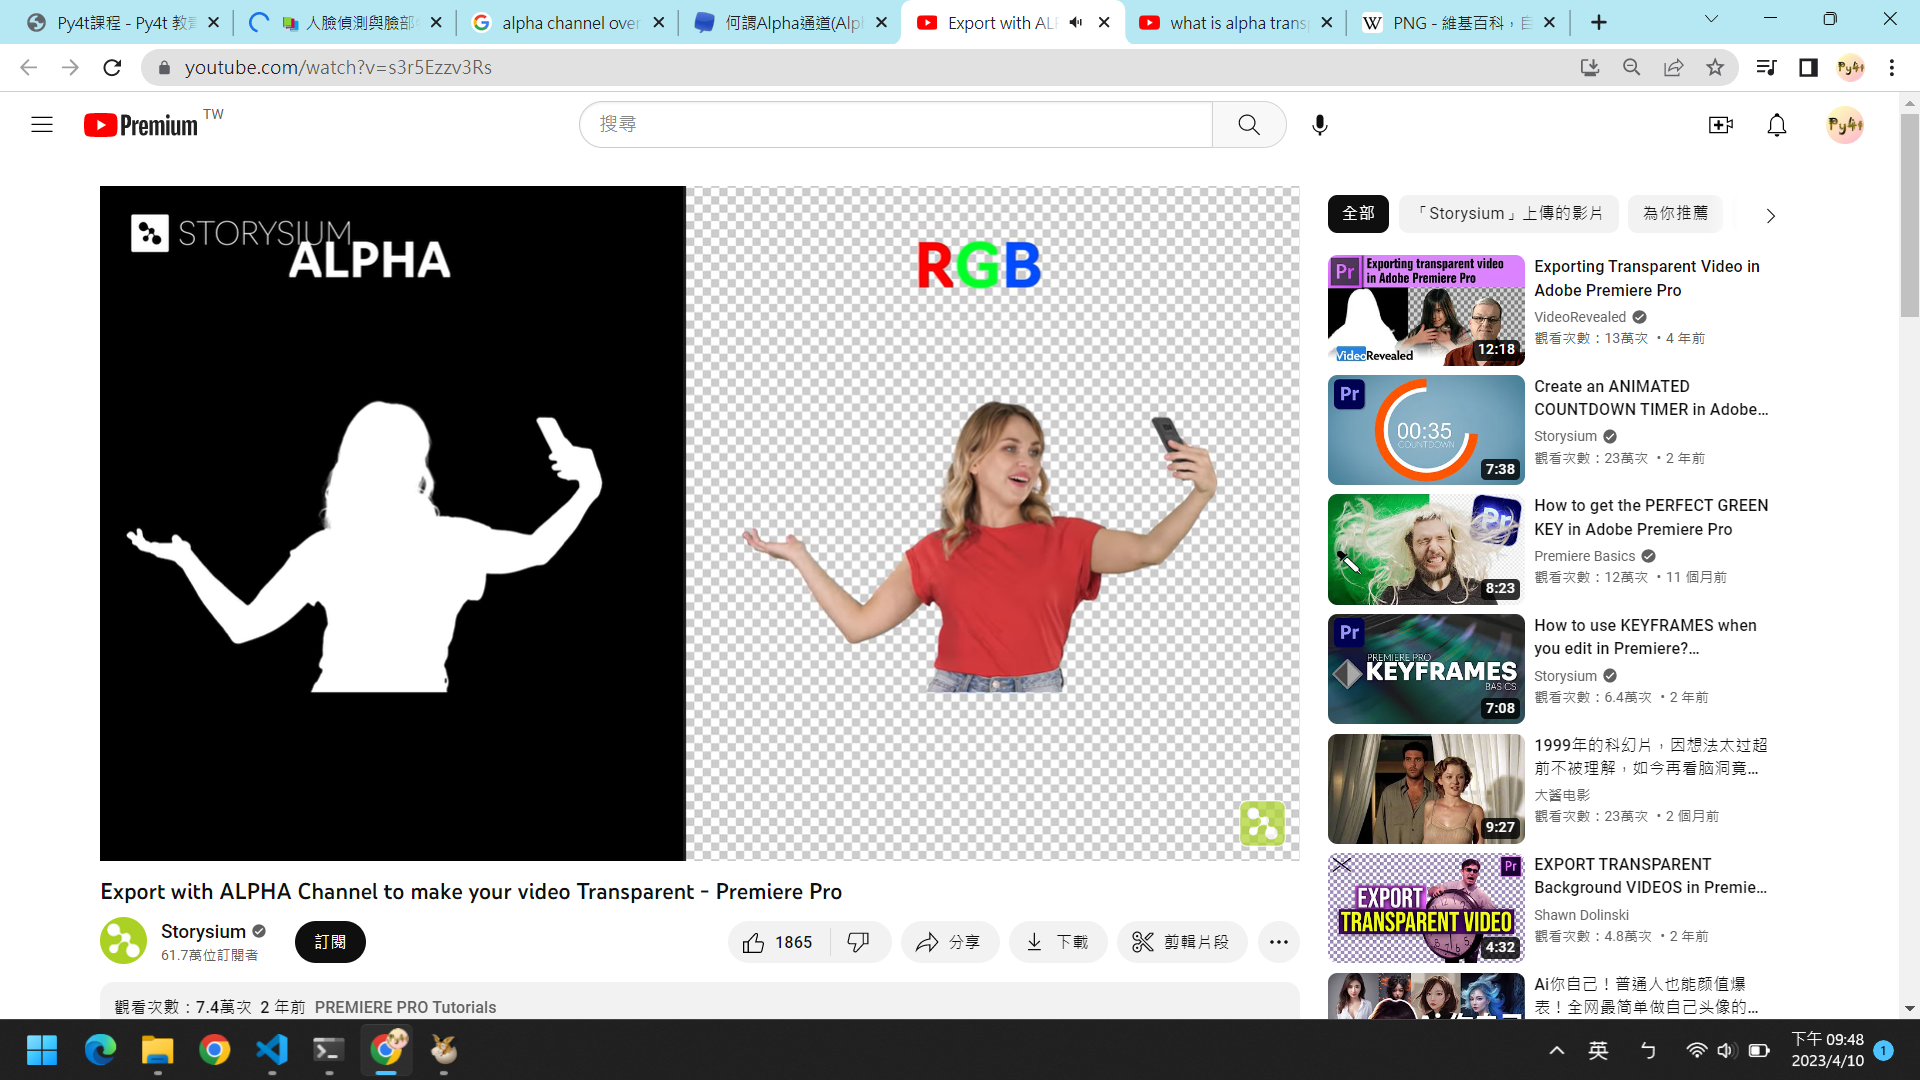 Py4t課程 - Py4t 教
人臉偵測與臉部
alpha channel over
何謂Alpha通道(Alp
Export with AL
what is alpha trans
PNG - 維基百科，自
youtube.com/watch?v=s3r5Ezzv3Rs
Py4t
Premium TW
搜尋
Py4t
STORYSIUM
ALPHA
RGB
全部
「Storysium」上傳的影片
為你推薦
Pr Exporting transparent video
in Adobe Premiere Pro
VideoRevealed
12:18
Exporting Transparent Video in
Adobe Premiere Pro
VideoRevealed
觀看次數：13萬次 • 4 年前
Pr
00:35
COUNTDOWN
7:38
Create an ANIMATED
COUNTDOWN TIMER in Adobe...
Storysium
觀看次數：23萬次 • 2 年前
Pr
8:23
How to get the PERFECT GREEN
KEY in Adobe Premiere Pro
Premiere Basics
觀看次數：12萬次 • 11 個月前
Pr
PREMIERE PRO
KEYFRAMES
BASICS
7:08
How to use KEYFRAMES when
you edit in Premiere?...
Storysium
觀看次數：6.4萬次 • 2 年前
9:27
1999年的科幻片，因想法太过超
前不被理解，如今再看脑洞竟...
大酱电影
觀看次數：23萬次 • 2 個月前
Pr
EXPORT
TRANSPARENT VIDEO
4:32
EXPORT TRANSPARENT
Background VIDEOS in Premie...
Shawn Dolinski
觀看次數：4.8萬次 • 2 年前
Ai你自己！普通人也能颜值爆
表！全网最简单做自己头像的...
Export with ALPHA Channel to make your video Transparent - Premiere Pro
Storysium
61.7萬位訂閱者
訂閱
1865
分享
下載
剪輯片段
觀看次數：7.4萬次 2 年前 PREMIERE PRO Tutorials
英
ㄅ
下午 09:48
2023/4/10
1